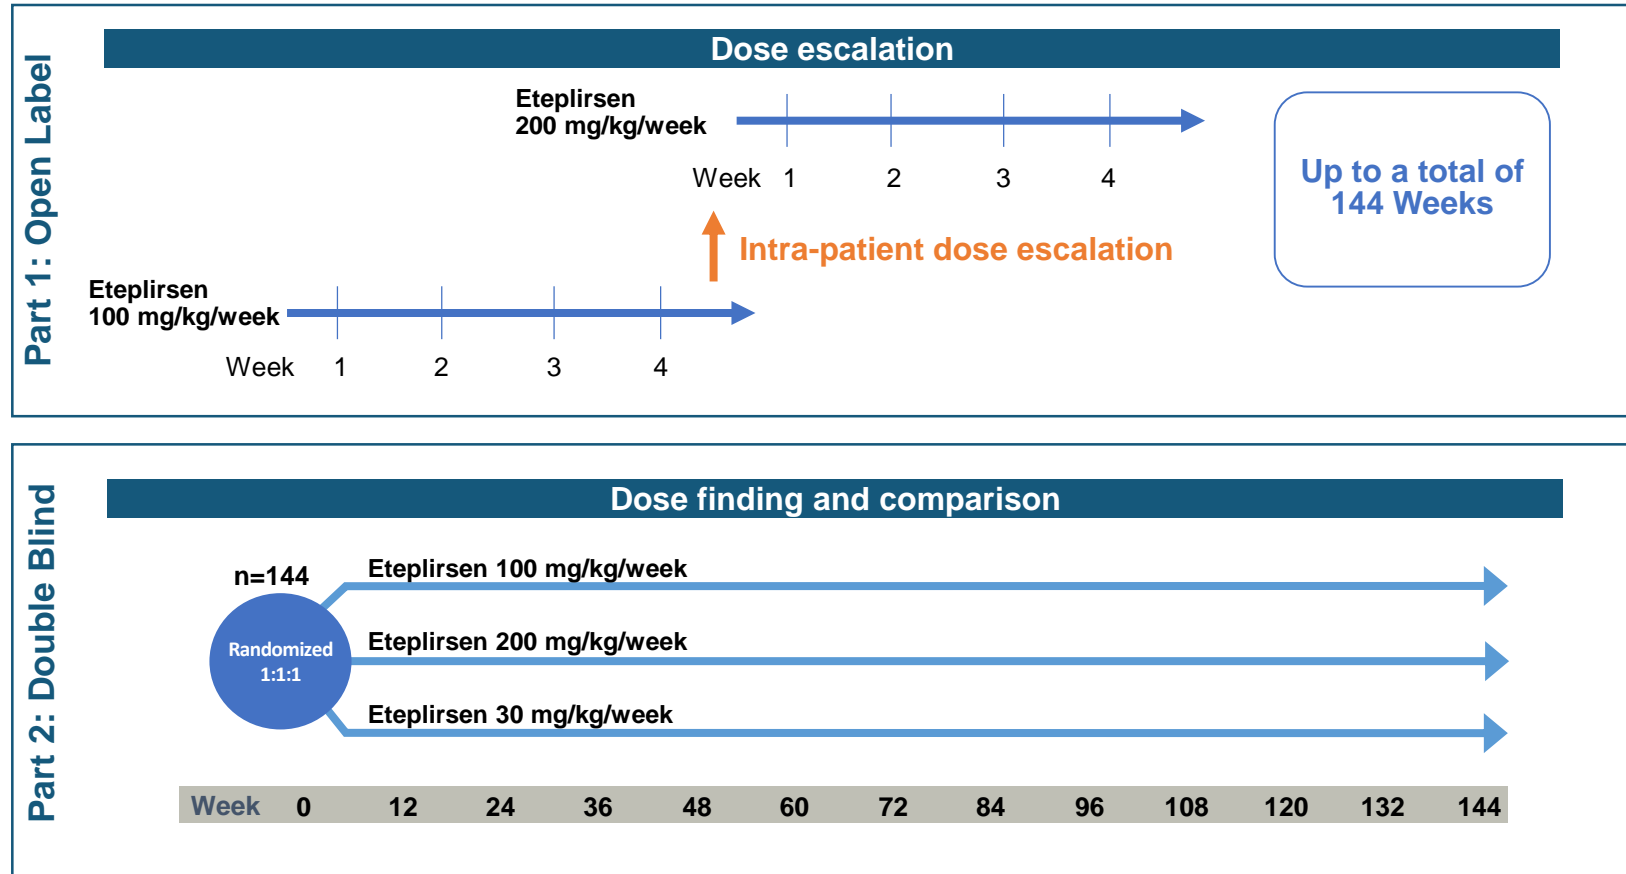 Part 1: Open Label
Dose escalation
Eteplirsen
200 mg/kg/week
Week 1 2 3 4
Up to a total of
144 Weeks
Intra-patient dose escalation
Eteplirsen
100 mg/kg/week
Week 1 2 3 4
Part 2: Double Blind
Dose finding and comparison
n=144
Randomized
1:1:1
Eteplirsen 100 mg/kg/week
Eteplirsen 200 mg/kg/week
Eteplirsen 30 mg/kg/week
Week 0 12 24 36 48 60 72 84 96 108 120 132 144